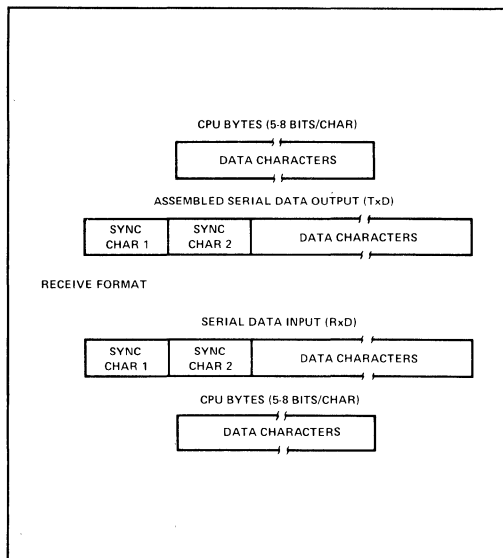 CPU BYTES (5-8 BITS/CHAR)
DATA CHARACTERS
ASSEMBLED SERIAL DATA OUTPUT (TxD)
SYNC CHAR 1
SYNC CHAR 2
DATA CHARACTERS
RECEIVE FORMAT
SERIAL DATA INPUT (RxD)
SYNC CHAR 1
SYNC CHAR 2
DATA CHARACTERS
CPU BYTES (5-8 BITS/CHAR)
DATA CHARACTERS